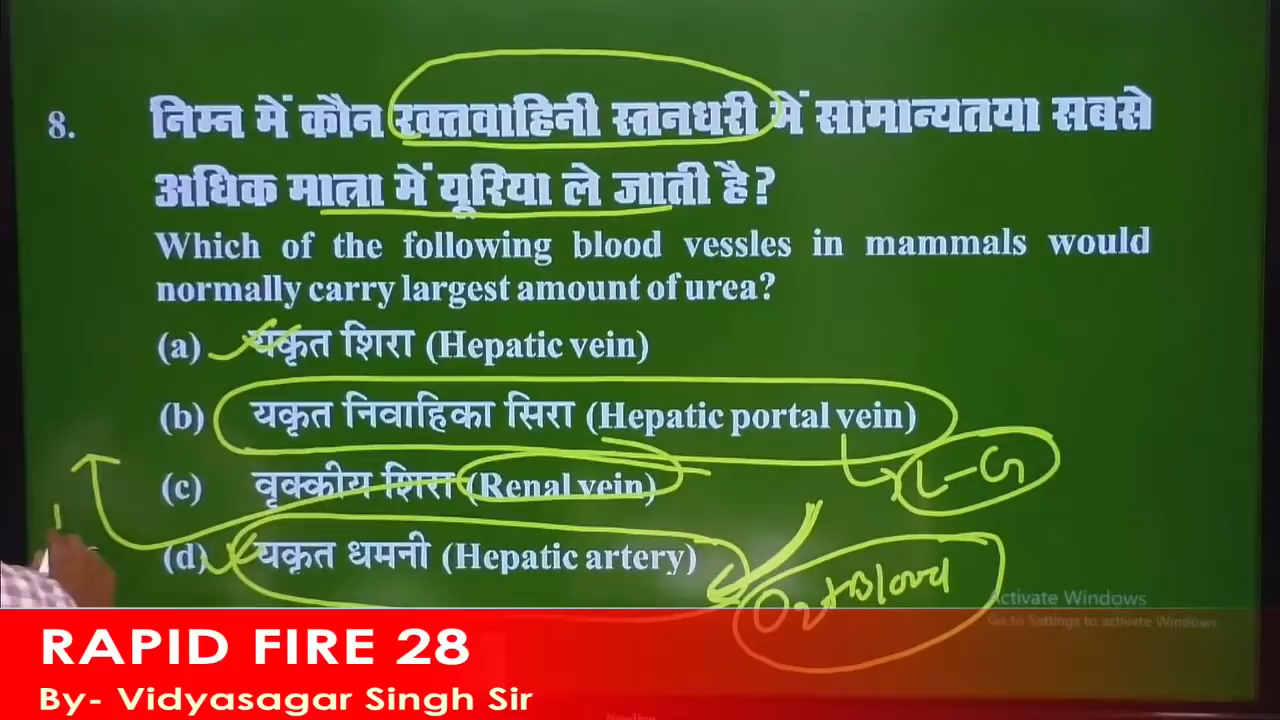 8. निम्न में कौन रक्तवाहिनी स्तनधरी में सामान्यतया सबसे
अधिक मात्रा में यूरिया ले जाती है?
Which of the following blood vessles in mammals would
normally carry largest amount of urea?
(a) यकृत शिरा (Hepatic vein)
(b) यकृत निवाहिका सिरा (Hepatic portal vein)
L-G
(c) वृक्कीय शिरा (Renal vein)
(d) यकृत धमनी (Hepatic artery)
O2+Blood
Activate Windows
Go to Settings to activate Windows.
RAPID FIRE 28
By- Vidyasagar Singh Sir